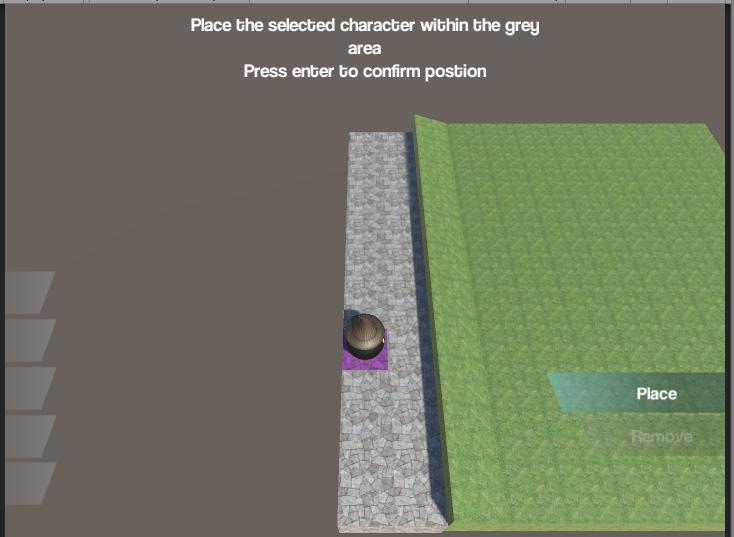 Place the selected character within the grey
area
Press enter to confirm postion
Place
Remove